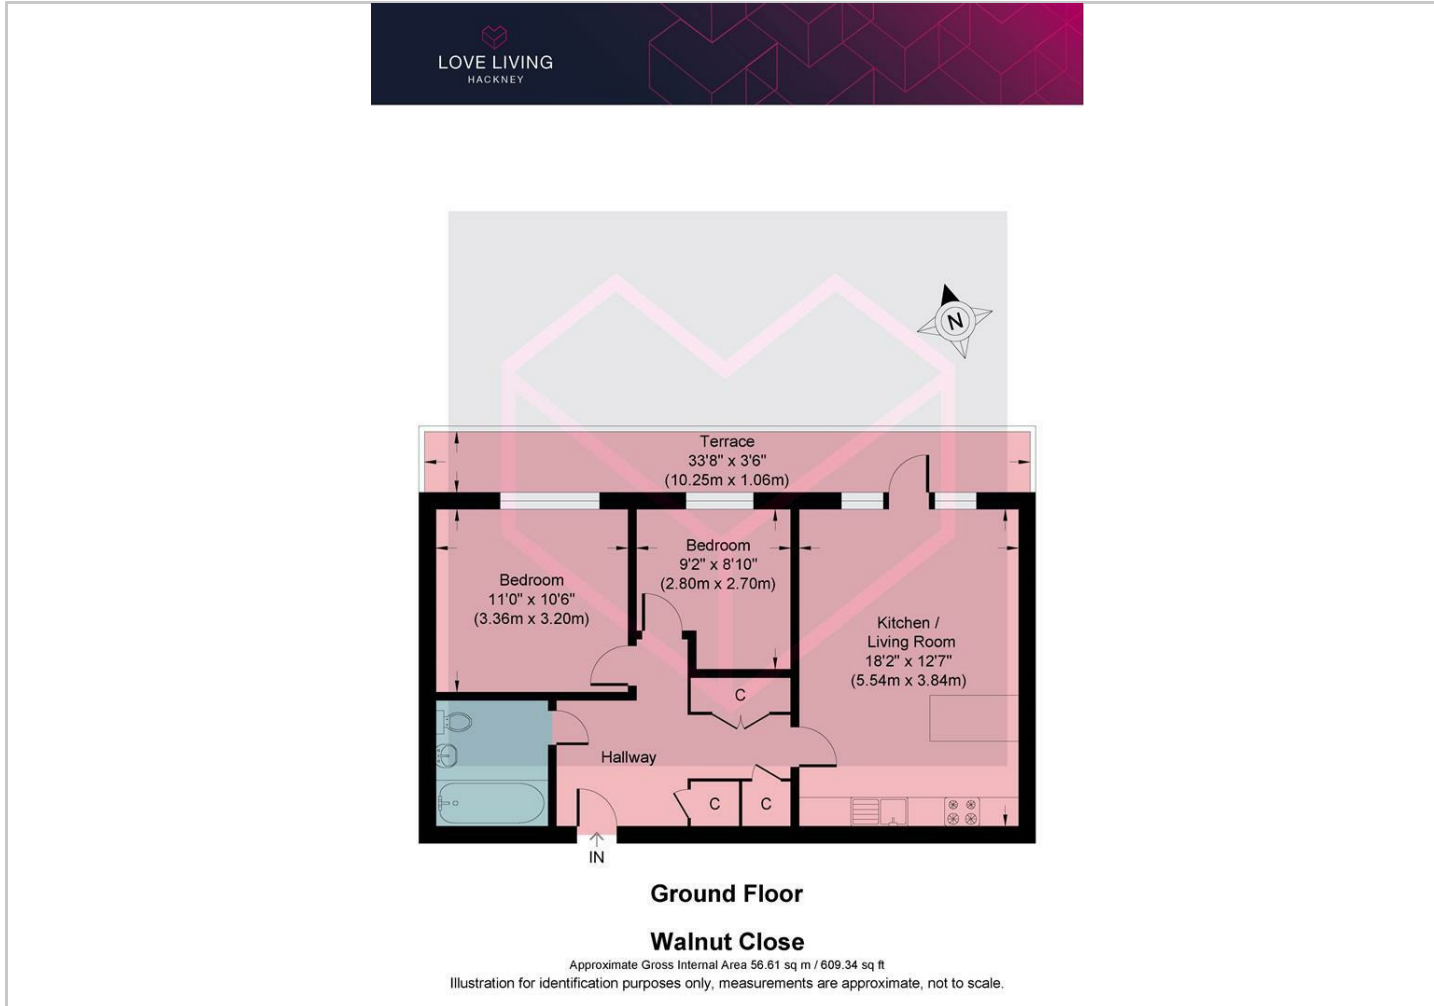 LOVE LIVING
HACKNEY
N
Terrace
33'8" x 3'6"
(10.25m x 1.06m)
Bedroom
11'0" x 10'6"
(3.36m x 3.20m)
Bedroom
9'2" x 8'10"
(2.80m x 2.70m)
Kitchen /
Living Room
18'2" x 12'7"
(5.54m x 3.84m)
C
Hallway
C
C
IN
Ground Floor
Walnut Close
Approximate Gross Internal Area 56.61 sq m / 609.34 sq ft
Illustration for identification purposes only, measurements are approximate, not to scale.